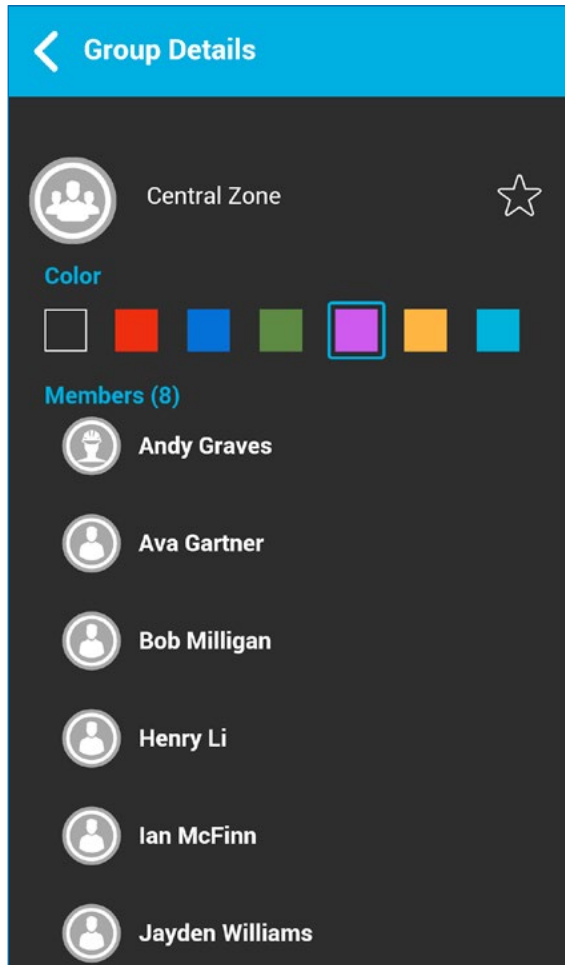 Group Details
Central Zone
Color
Members (8)
Andy Graves
Ava Gartner
Bob Milligan
Henry Li
Ian McFinn
Jayden Williams